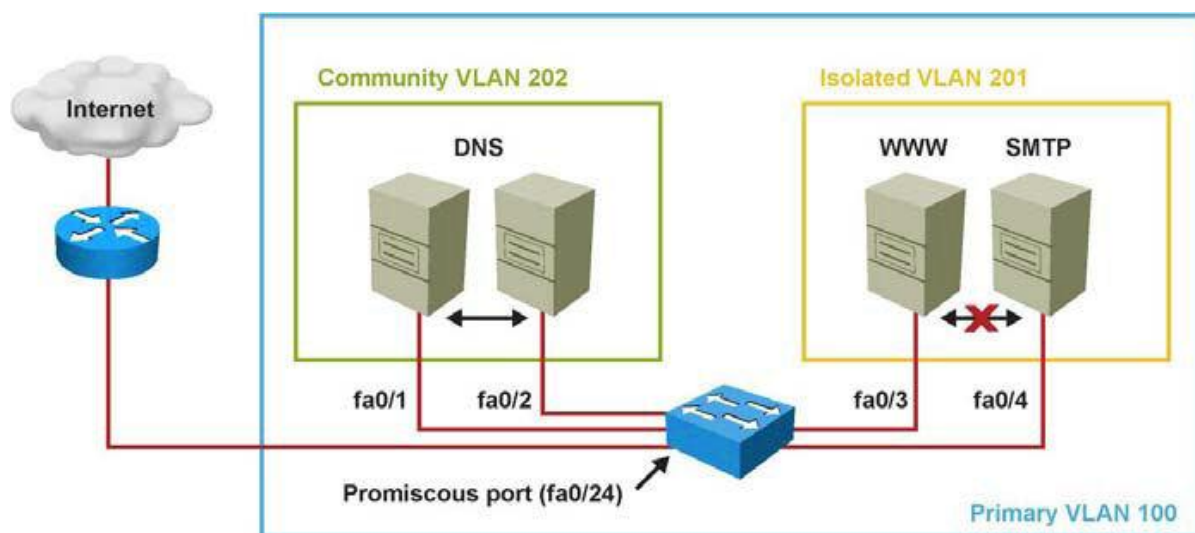 Community VLAN 202
Isolated VLAN 201
Internet
DNS
WWW
SMTP
fa0/1
fa0/2
fa0/3
fa0/4
Promiscous port (fa0/24)
Primary VLAN 100